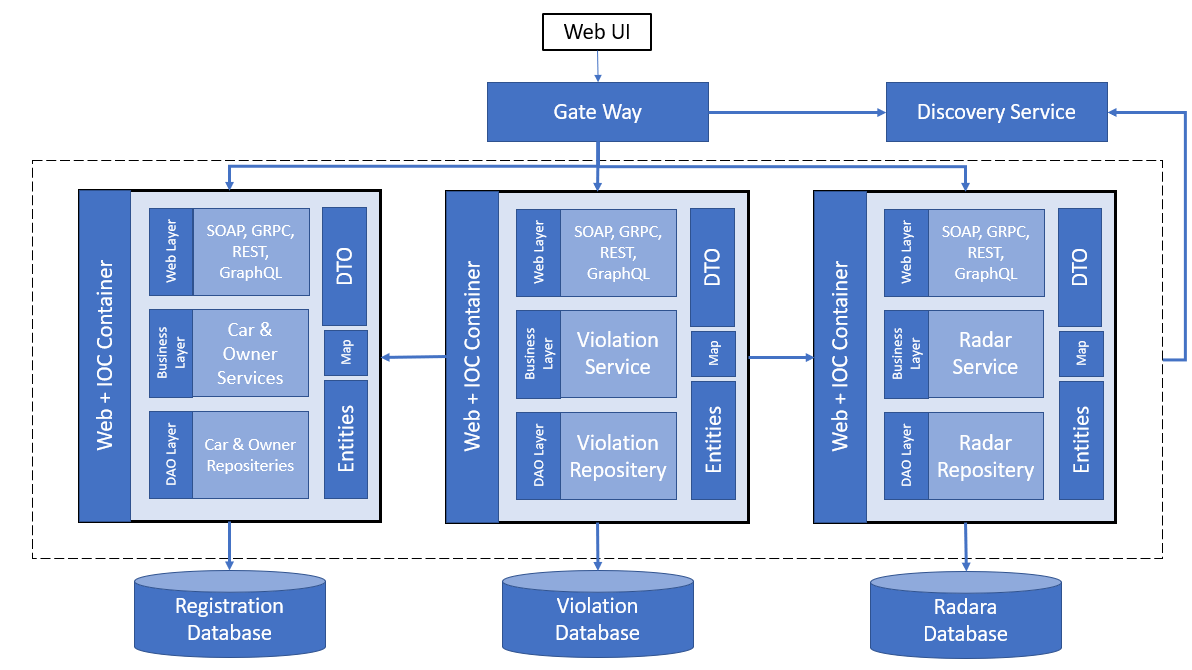 Web UI
Gate Way
Discovery Service
Web + IOC Container
Web Layer
SOAP, GRPC,
REST,
GraphQL
DTO
Business
Layer
Car &
Owner
Services
Map
DAO Layer
Car & Owner
Repositeries
Entities
Web + IOC Container
Web Layer
SOAP, GRPC,
REST,
GraphQL
DTO
Business
Layer
Violation
Service
Map
DAO Layer
Violation
Repositery
Entities
Web + IOC Container
Web Layer
SOAP, GRPC,
REST,
GraphQL
DTO
Business
Layer
Radar
Service
Map
DAO Layer
Radar
Repositery
Entities
Registration
Database
Violation
Database
Radara
Database